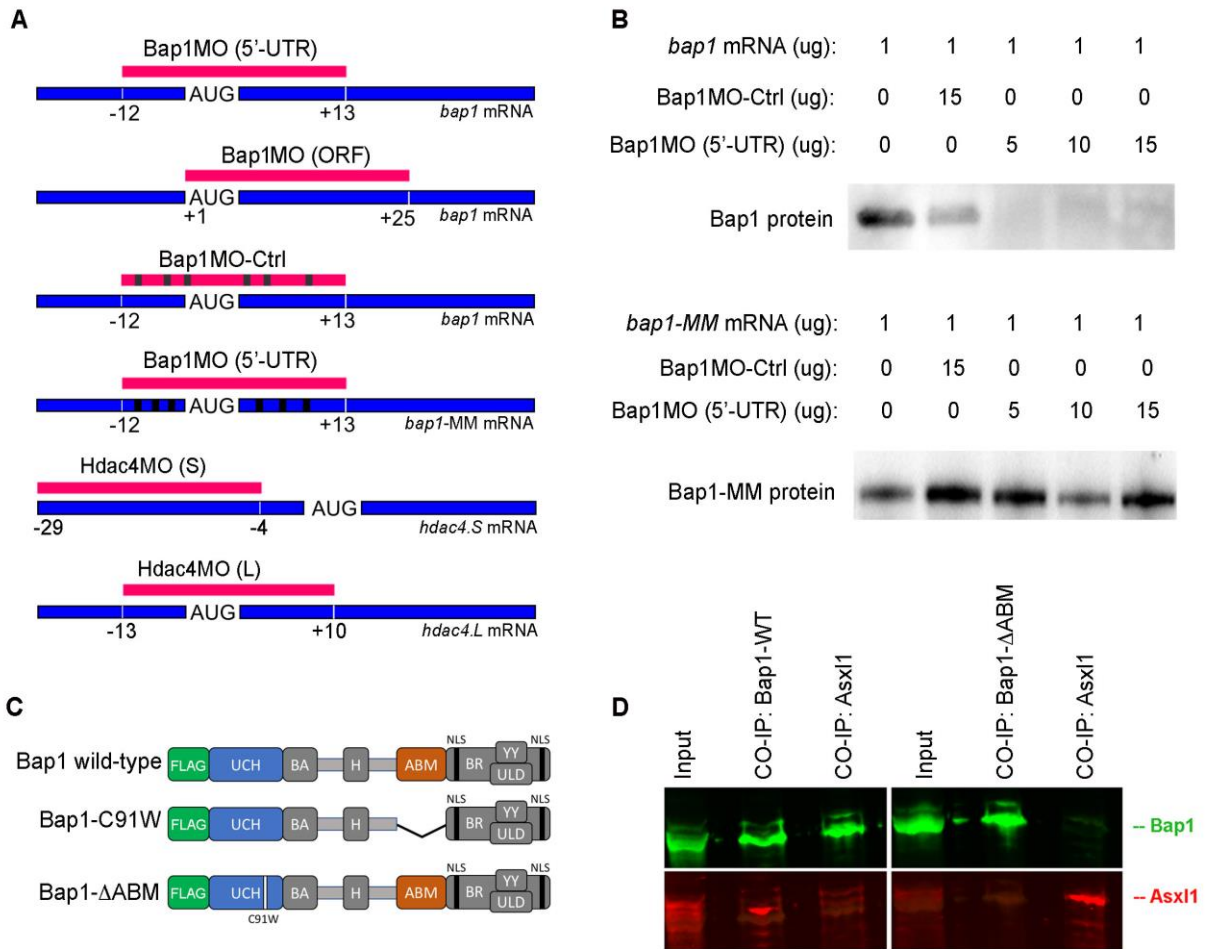 A
Bap1MO (5’-UTR)
AUG
-12
+13
bap1 mRNA
Bap1MO (ORF)
AUG
+1
+25
bap1 mRNA
Bap1MO-Ctrl
AUG
-12
+13
bap1 mRNA
Bap1MO (5’-UTR)
AUG
-12
+13
bap1-MM mRNA
Hdac4MO (S)
AUG
-29
-4
hdac4.S mRNA
Hdac4MO (L)
AUG
-13
+10
hdac4.L mRNA
B
bap1 mRNA (ug): 1 1 1 1 1
Bap1MO-Ctrl (ug): 0 15 0 0 0
Bap1MO (5’-UTR) (ug): 0 0 5 10 15
Bap1 protein
bap1-MM mRNA (ug): 1 1 1 1 1
Bap1MO-Ctrl (ug): 0 15 0 0 0
Bap1MO (5’-UTR) (ug): 0 0 5 10 15
Bap1-MM protein
C
NLS NLS
Bap1 wild-type FLAG UCH BA H ABM BR YY ULD
NLS NLS
Bap1-C91W FLAG UCH BA H BR YY ULD
NLS NLS
Bap1-ΔABM FLAG UCH BA H ABM BR YY ULD
C91W
D
Input
CO-IP: Bap1-WT
CO-IP: Asxl1
Input
CO-IP: Bap1-ΔABM
CO-IP: Asxl1
-- Bap1
-- Asxl1